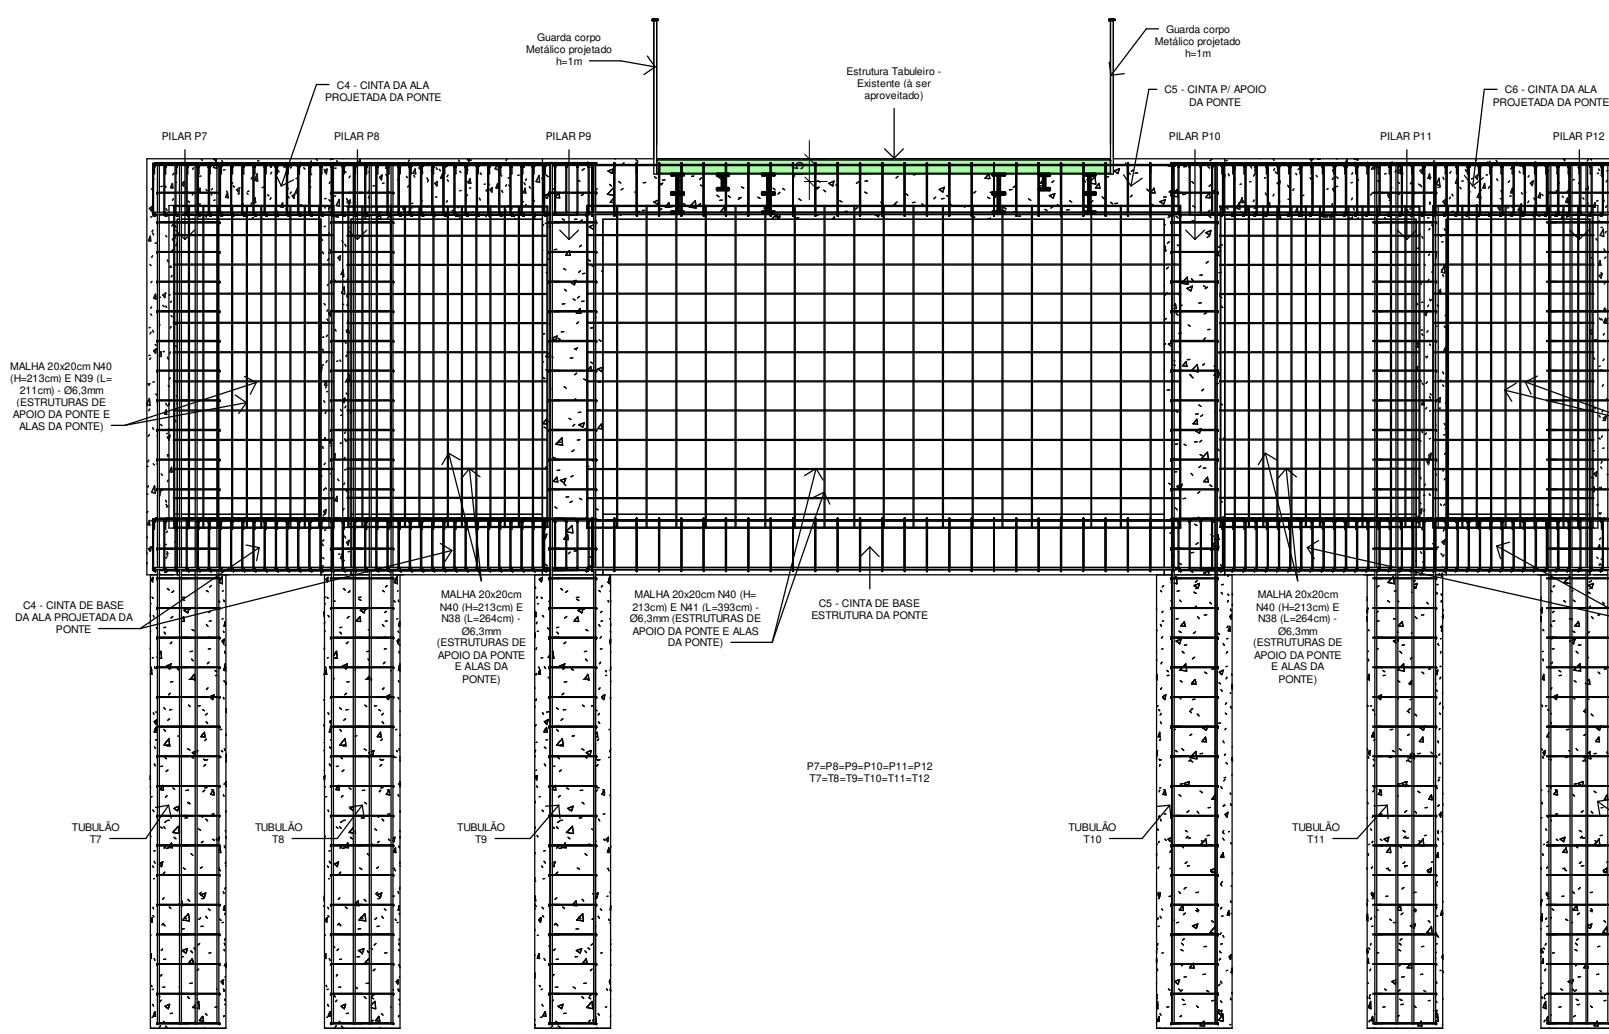 Guarda corpo
Metálico projetado
h=1m
Guarda corpo
Metálico projetado
h=1m
Estrutura Tabuleiro -
Existente (à ser
aproveitado)
C4 - CINTA DA ALA
PROJETADA DA PONTE
C5 - CINTA P/ APOIO
DA PONTE
C6 - CINTA DA ALA
PROJETADA DA PONTE
PILAR P7
PILAR P8
PILAR P9
PILAR P10
PILAR P11
PILAR P12
MALHA 20x20cm N40
(H=213cm) E N39 (L=
211cm) - Ø6,3mm
(ESTRUTURAS DE
APOIO DA PONTE E
ALAS DA PONTE)
C4 - CINTA DE BASE
DA ALA PROJETADA DA
PONTE
MALHA 20x20cm
N40 (H=213cm) E
N38 (L=264cm) -
Ø6,3mm
(ESTRUTURAS DE
APOIO DA PONTE
E ALAS DA
PONTE)
MALHA 20x20cm N40 (H=
213cm) E N41 (L=393cm) -
Ø6,3mm (ESTRUTURAS DE
APOIO DA PONTE E ALAS
DA PONTE)
C5 - CINTA DE BASE
ESTRUTURA DA PONTE
MALHA 20x20cm
N40 (H=213cm) E
N38 (L=264cm) -
Ø6,3mm
(ESTRUTURAS DE
APOIO DA PONTE
E ALAS DA
PONTE)
P7=P8=P9=P10=P11=P12
T7=T8=T9=T10=T11=T12
TUBULÃO
T7
TUBULÃO
T8
TUBULÃO
T9
TUBULÃO
T10
TUBULÃO
T11